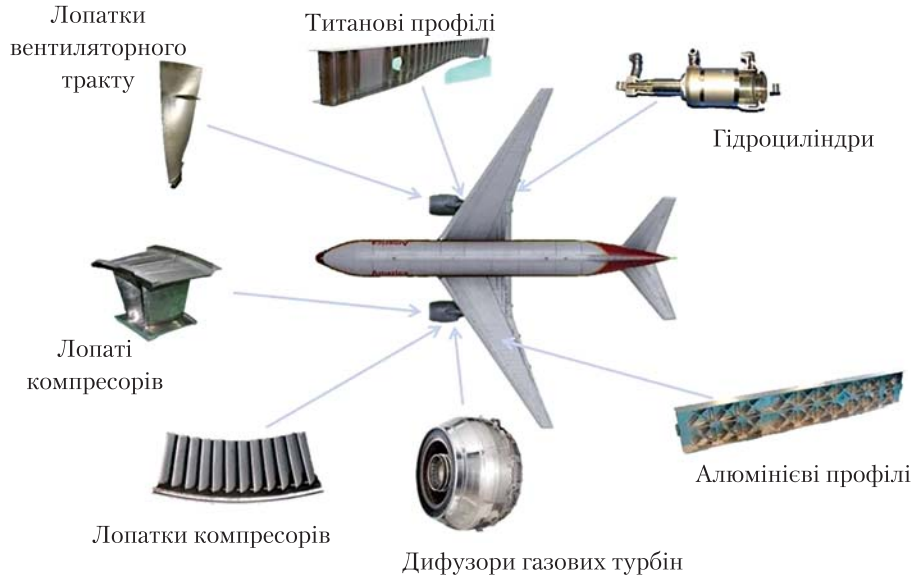 Лопатки
вентиляторного
тракту
Титанові профілі
Гідроциліндри
Лопаті
компресорів
Алюмінієві профілі
Лопатки компресорів
Дифузори газових турбін